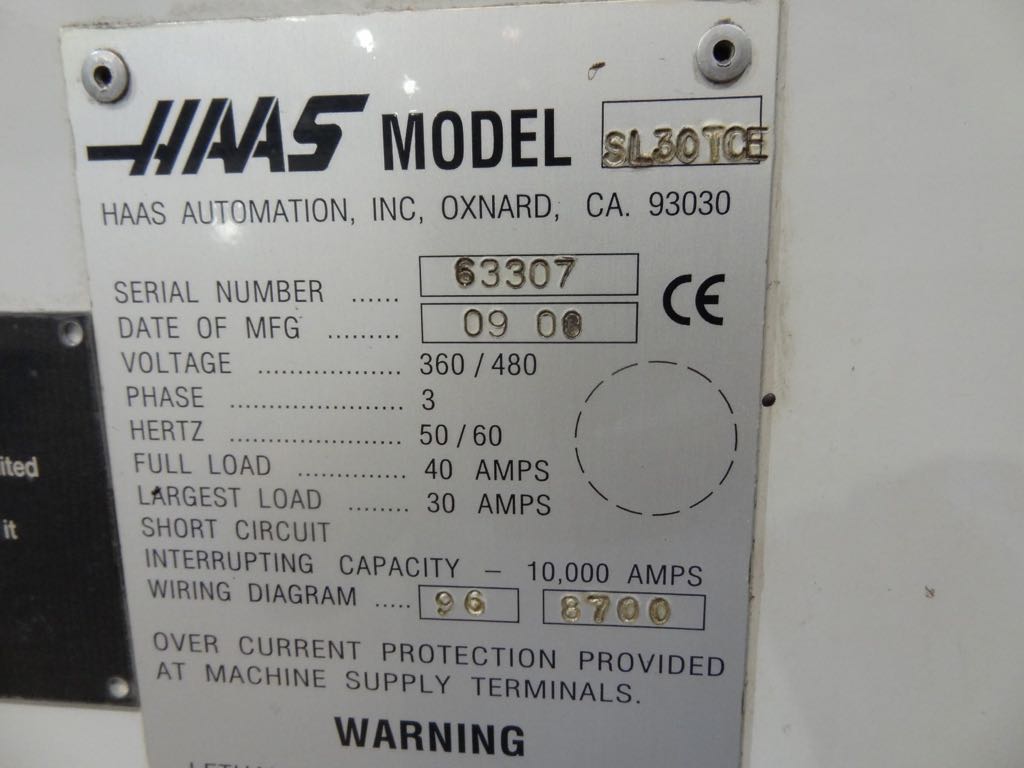 HAAS MODEL SL30TCE
HAAS AUTOMATION, INC, OXNARD, CA. 93030
SERIAL NUMBER ...... 63307
CE
DATE OF MFG ......... 09 00
VOLTAGE .................. 360/480
PHASE ...................... 3
HERTZ ...................... 50/60
FULL LOAD .............. 40 AMPS
LARGEST LOAD ........ 30 AMPS
SHORT CIRCUIT
INTERRUPTING CAPACITY – 10,000 AMPS
WIRING DIAGRAM ..... 96 8700
OVER CURRENT PROTECTION PROVIDED
AT MACHINE SUPPLY TERMINALS.
WARNING
it